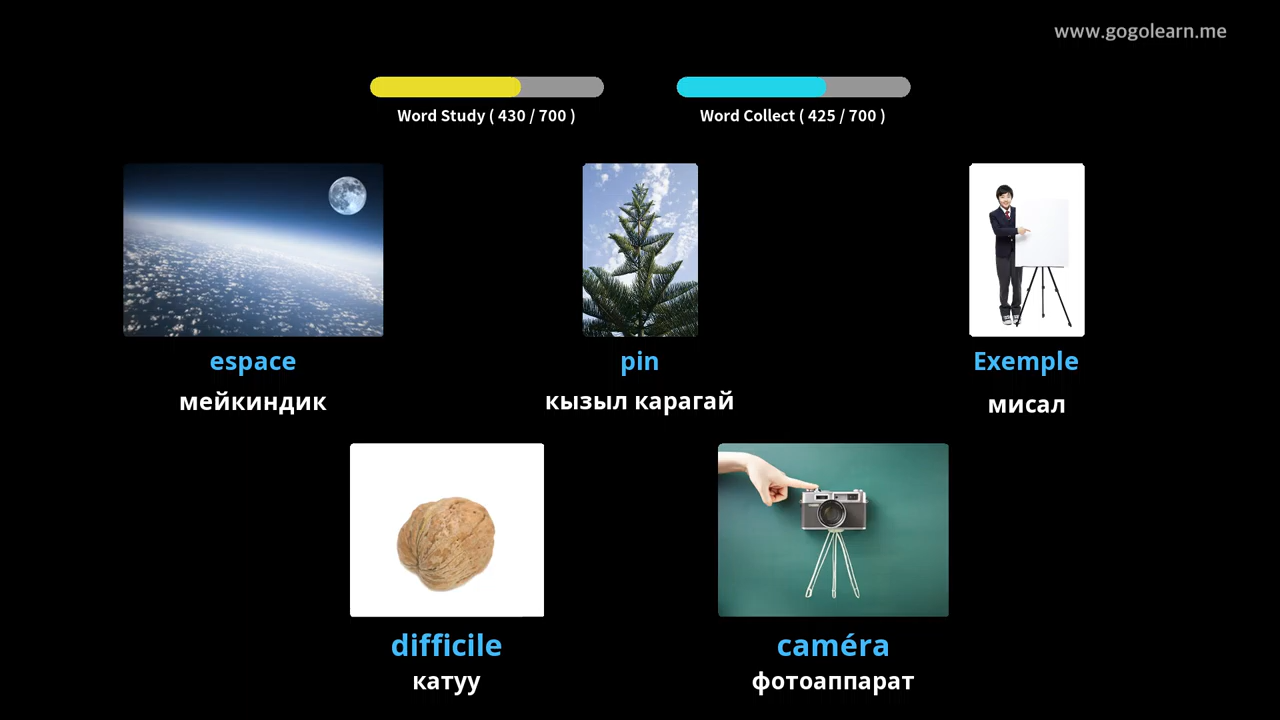 www.gogolearn.me
Word Study ( 430 / 700 )
Word Collect ( 425 / 700 )
espace
pin
Exemple
мейкиндик
кызыл карагай
мисал
difficile
caméra
катуу
фотоаппарат